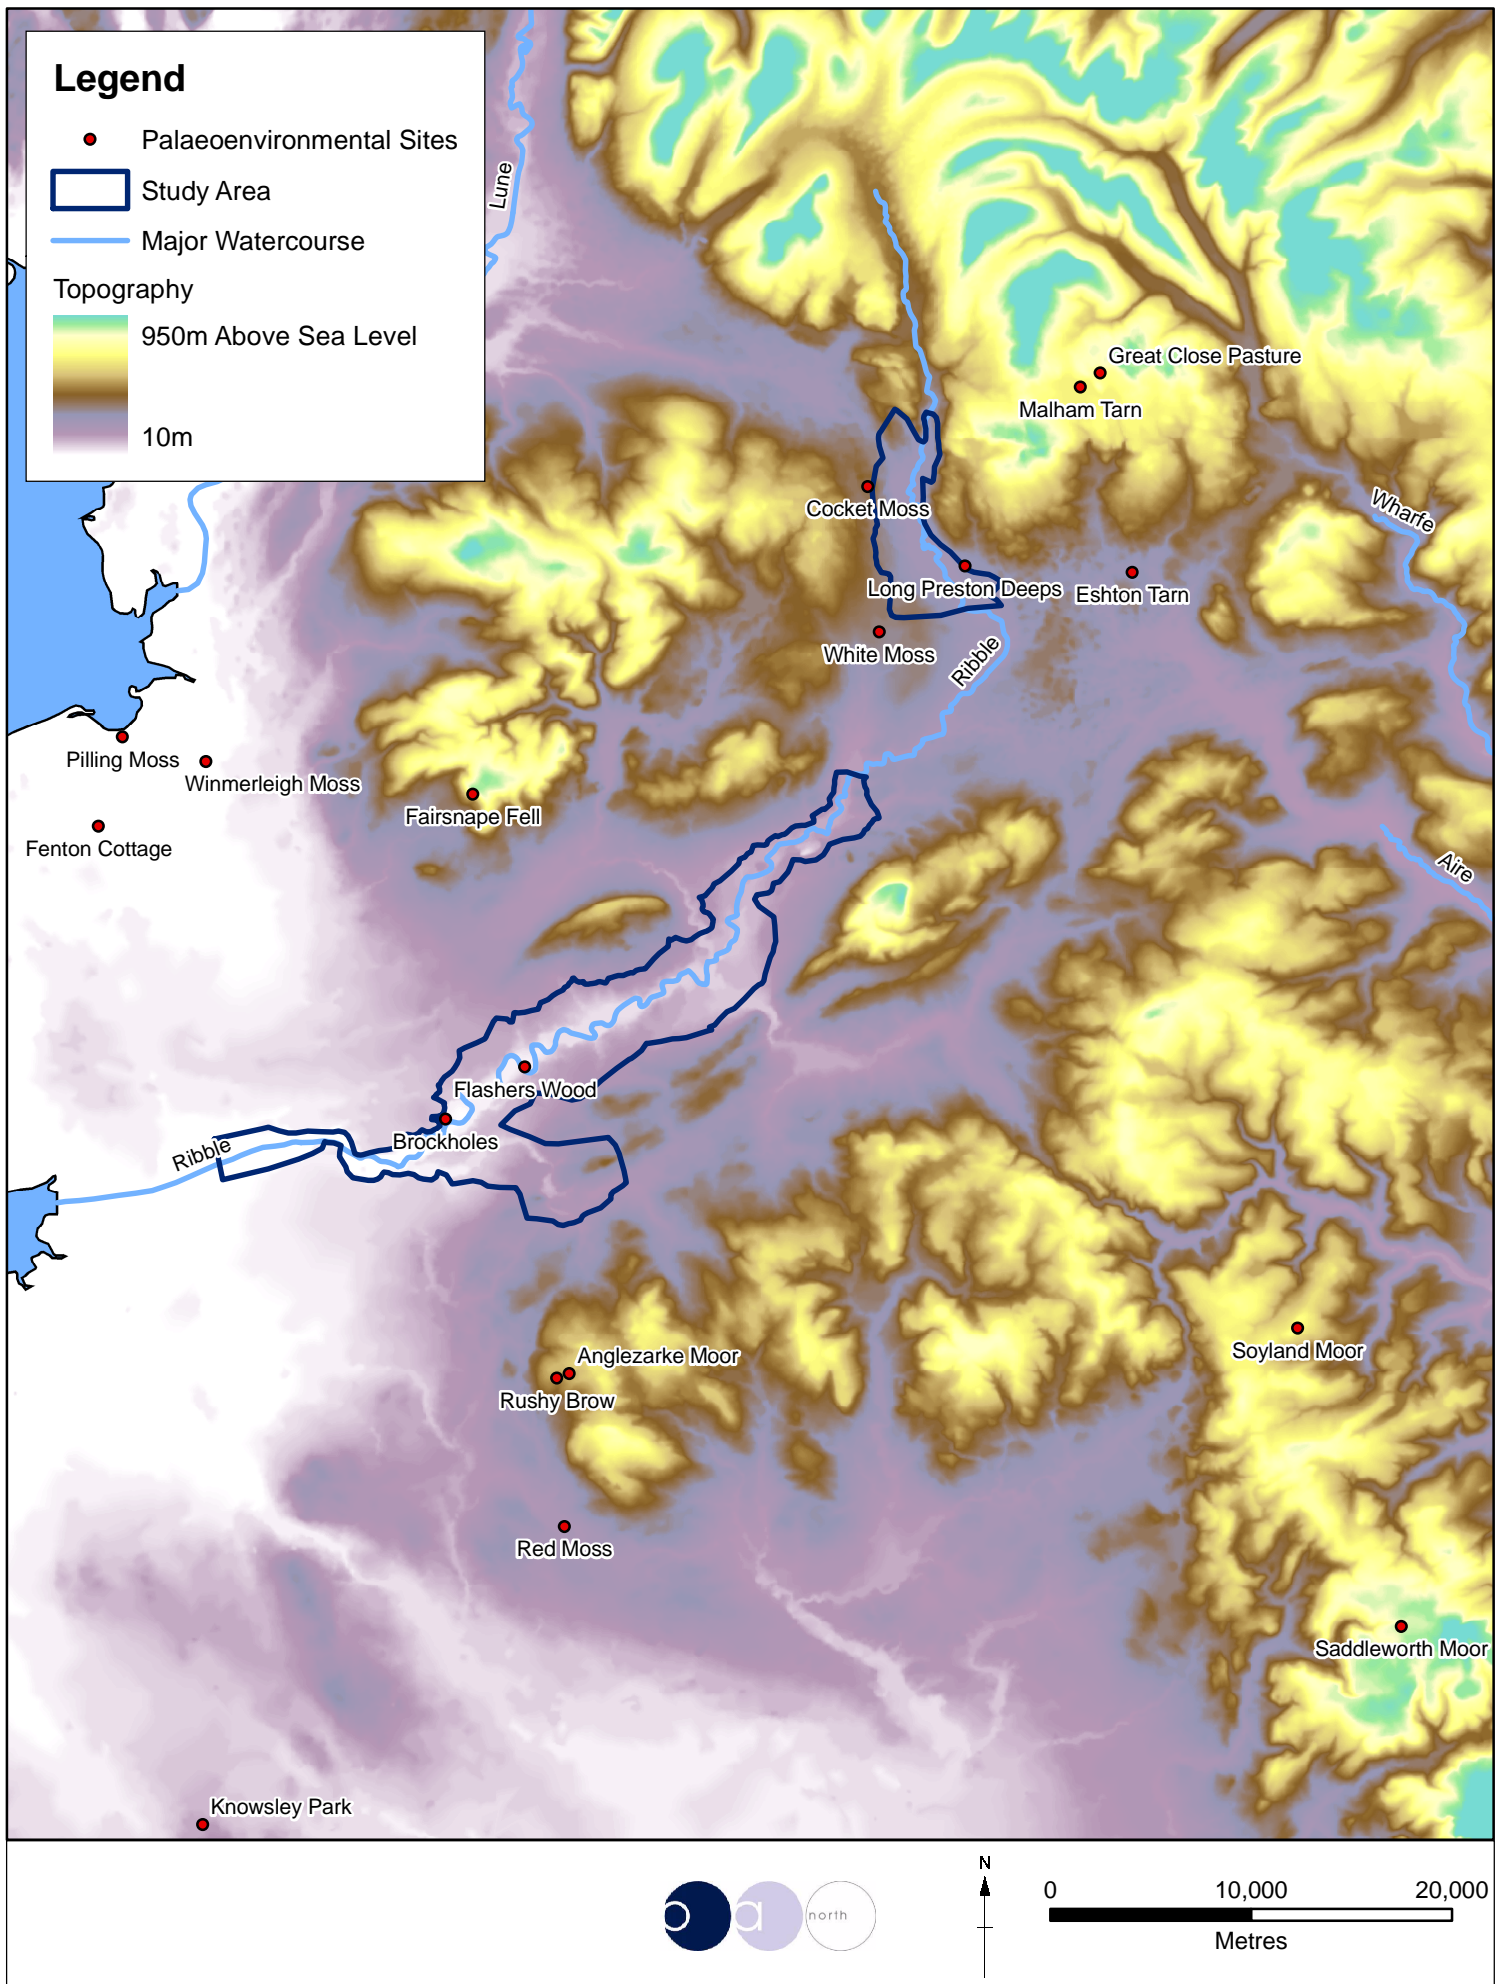 Legend
Palaeoenvironmental Sites
Study Area
Major Watercourse
Topography
950m Above Sea Level
10m
Lune
Great Close Pasture
Malham Tarn
Wharfe
Cocket Moss
Long Preston Deeps
Eshton Tarn
White Moss
Ribble
Pilling Moss
Winmerleigh Moss
Fairsnape Fell
Fenton Cottage
Aire
Flashers Wood
Brockholes
Ribble
Anglezarke Moor
Rushy Brow
Soyland Moor
Red Moss
Saddleworth Moor
Knowsley Park
o a north
N
0 10,000 20,000
Metres